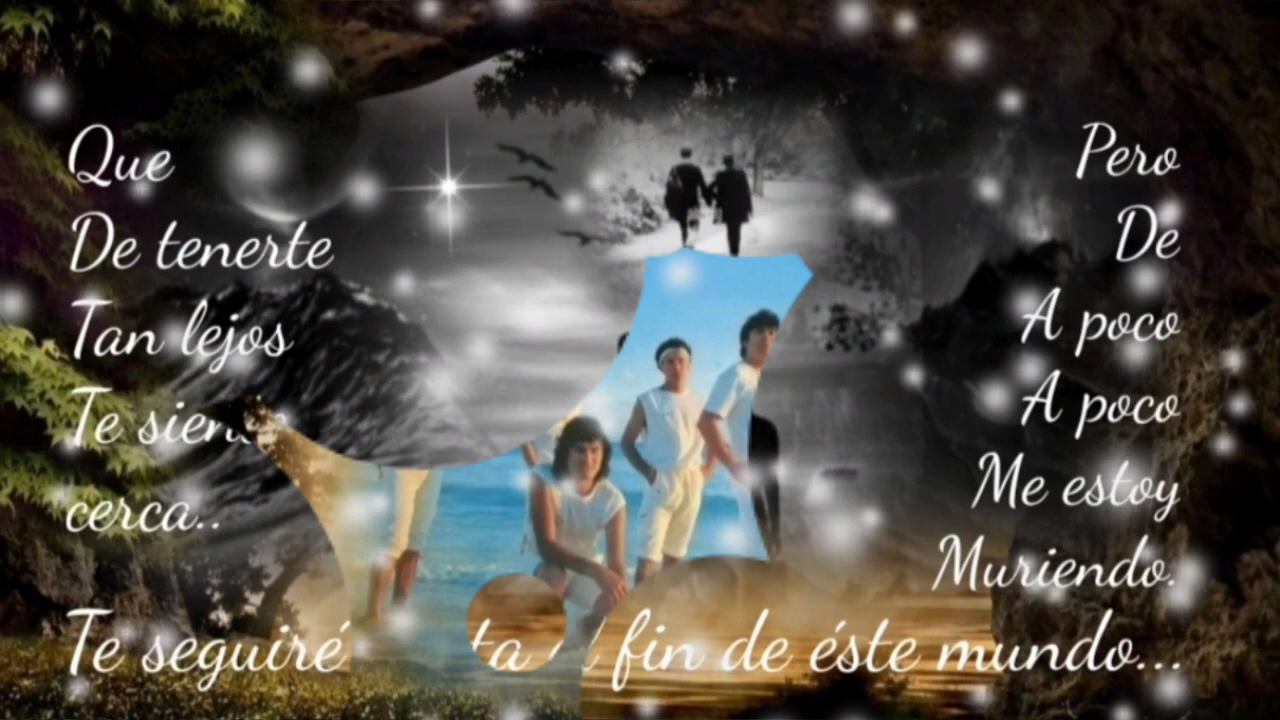 Que
De tenerte
Tan lejos
Te
cerca..
Pero
De
A poco
A poco
Me estoy
Muriendo.
Te seguiré fin de éste mundo...